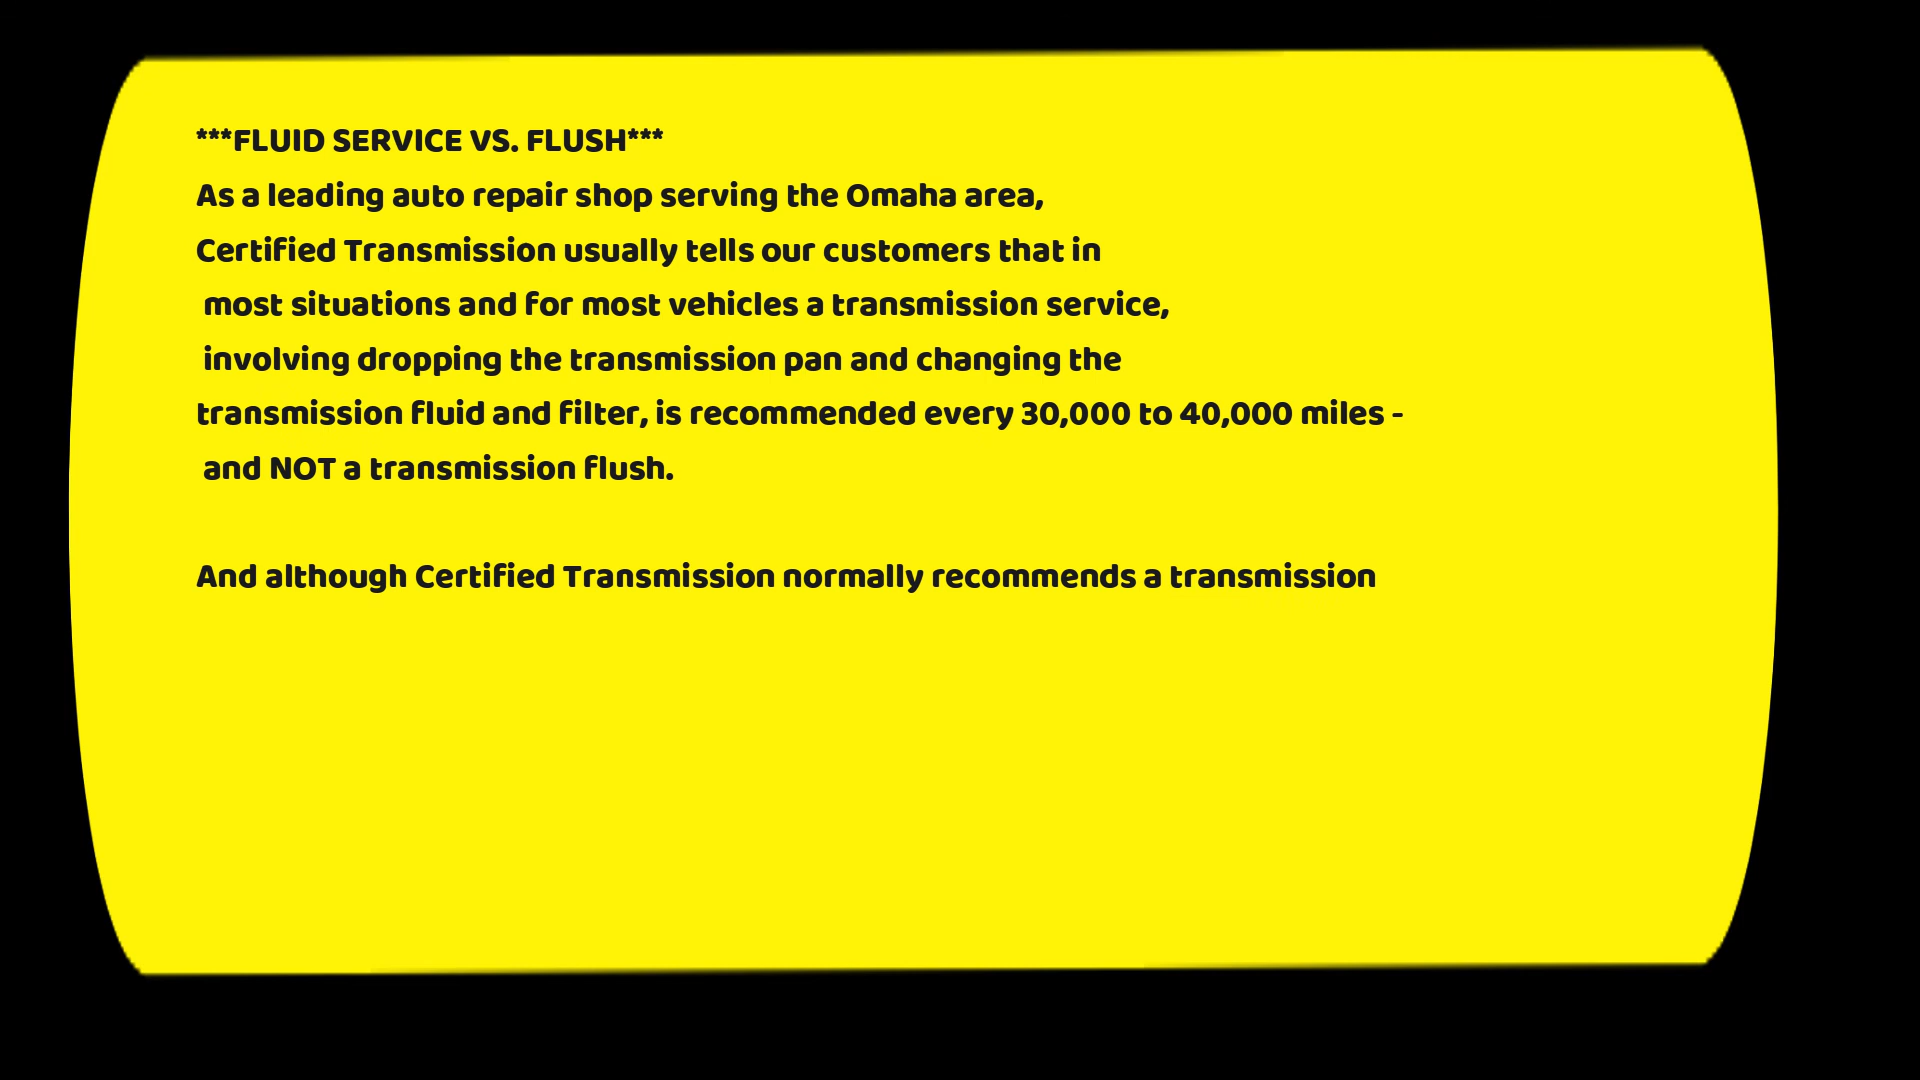 ***FLUID SERVICE VS. FLUSH***
As a leading auto repair shop serving the Omaha area,
Certified Transmission usually tells our customers that in
most situations and for most vehicles a transmission service,
involving dropping the transmission pan and changing the
transmission fluid and filter, is recommended every 30,000 to 40,000 miles -
and NOT a transmission flush.
And although Certified Transmission normally recommends a transmission